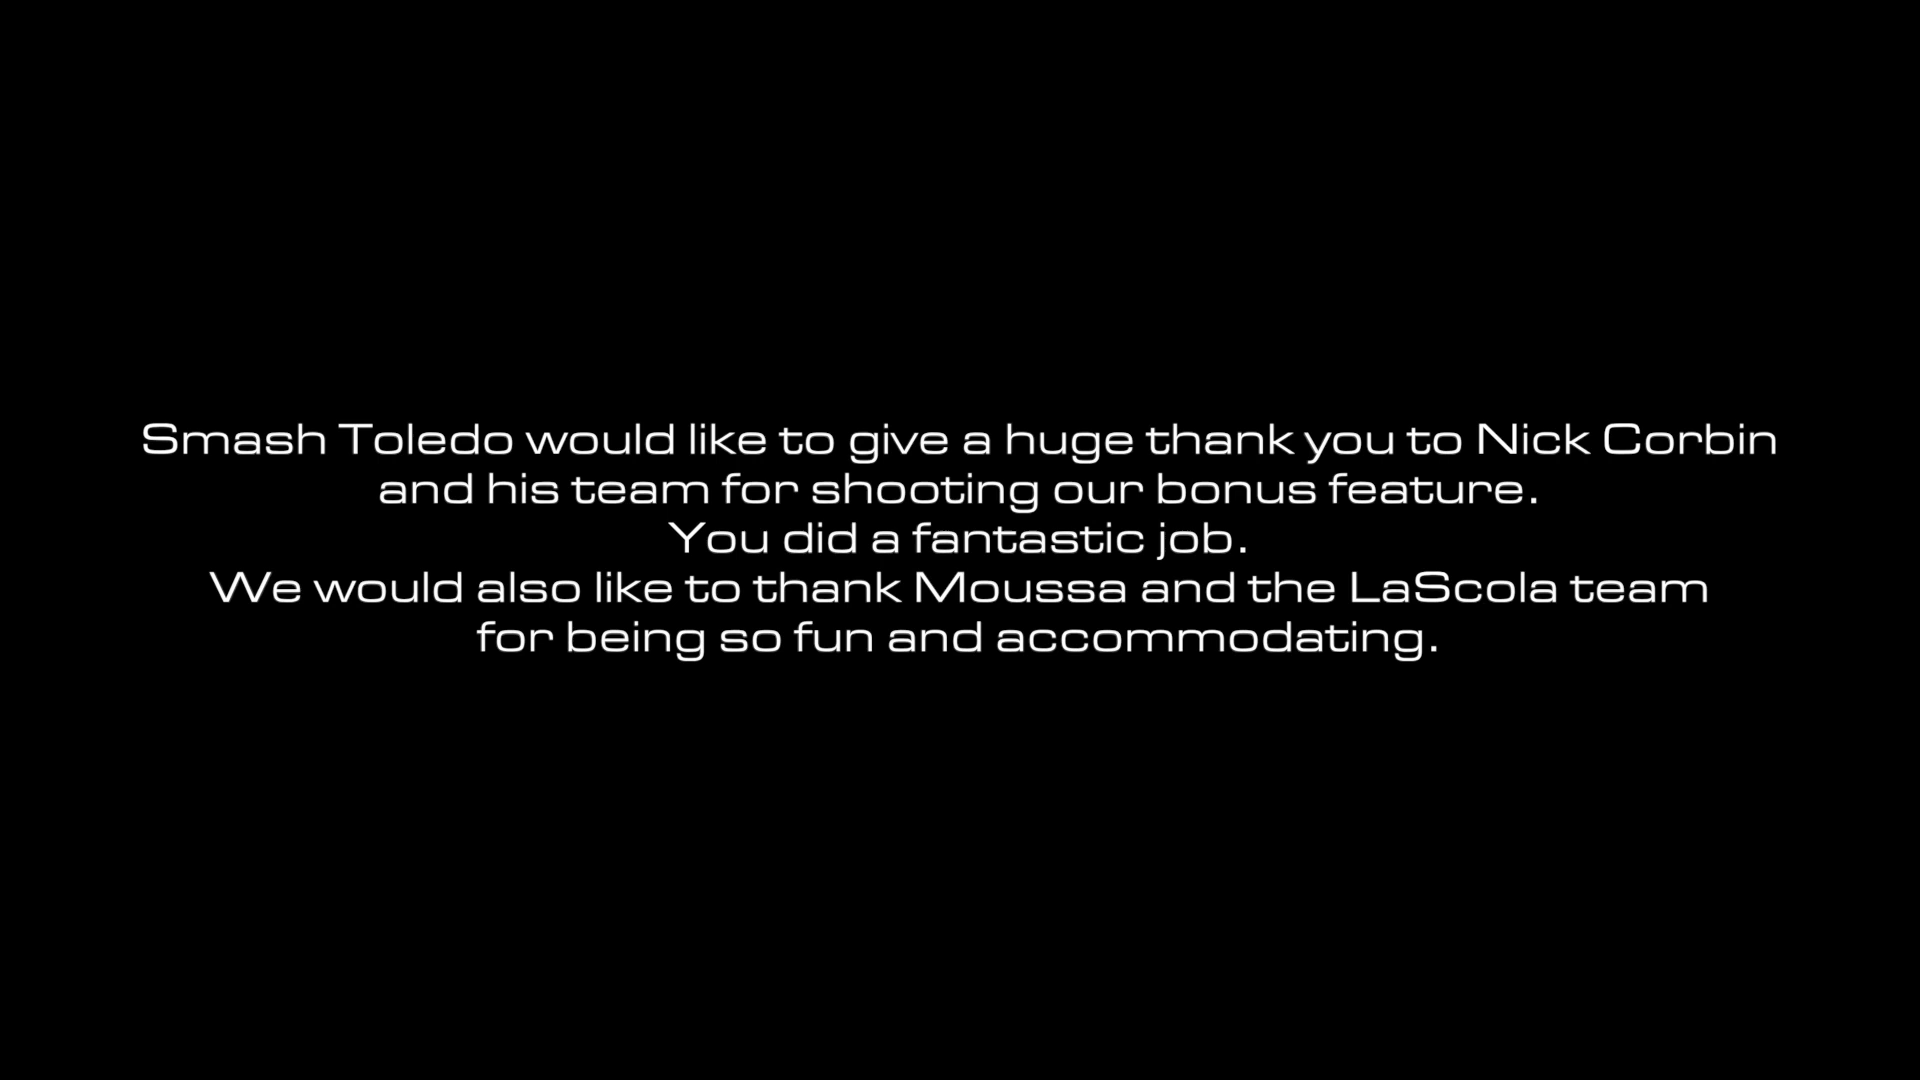 Smash Toledo would like to give a huge thank you to Nick Corbin
and his team for shooting our bonus feature.
You did a fantastic job.
We would also like to thank Moussa and the LaScola team
for being so fun and accommodating.